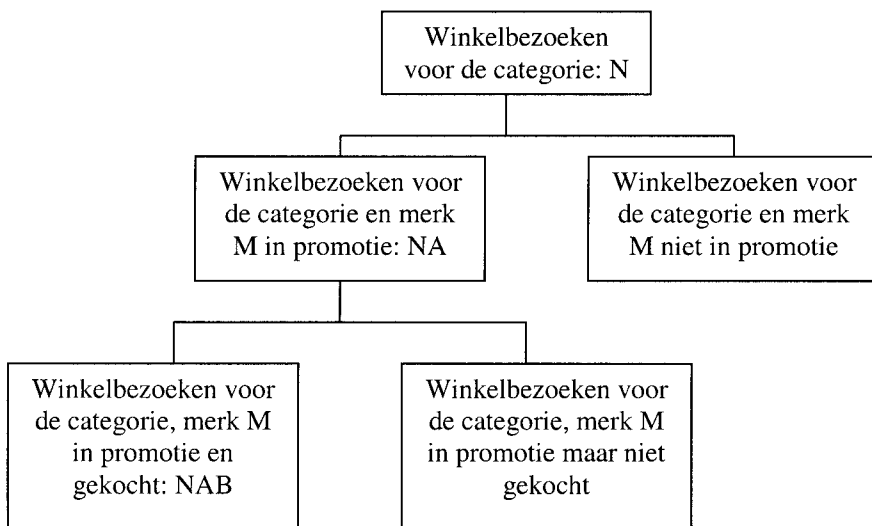 Winkelbezoeken
voor de categorie: N
Winkelbezoeken voor
de categorie en merk
M in promotie: NA
Winkelbezoeken voor
de categorie en merk
M niet in promotie
Winkelbezoeken voor
de categorie, merk M
in promotie en
gekocht: NAB
Winkelbezoeken voor
de categorie, merk M
in promotie maar niet
gekocht